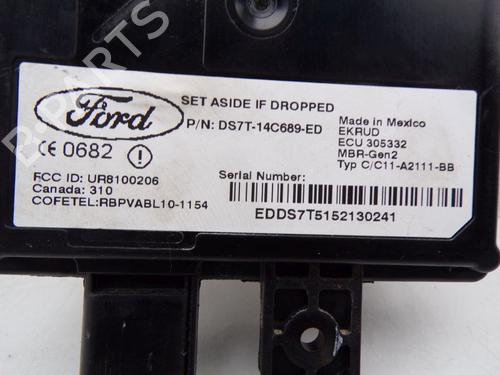 Ford
SET ASIDE IF DROPPED
P/N: DS7T-14C689-ED
Made in Mexico
EKRUD
ECU 305332
MBR-Gen2
Typ C/C11-A2111-BB
CE 0682
FCC ID: UR8100206
Canada: 310
COFETEL:RBPVABL10-1154
Serial Number:
EDDS7T5152130241
B-PARTS